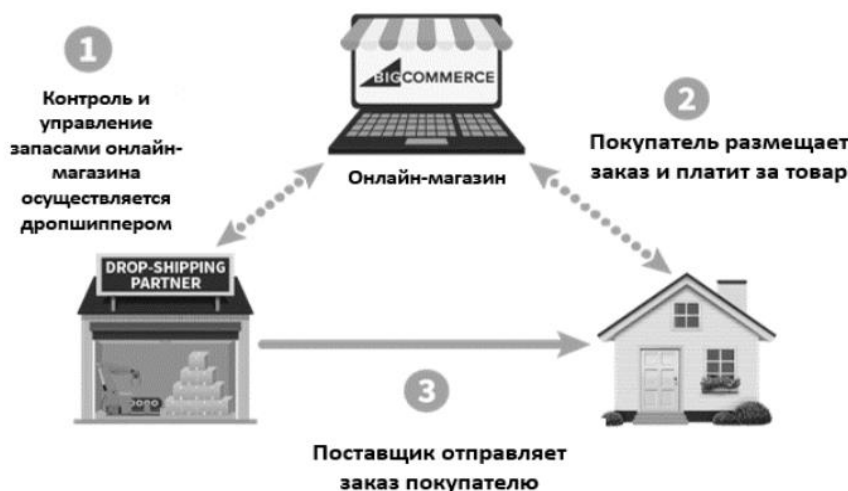 1
Контроль и
управление
запасами онлайн-
магазина
осуществляется
дропшиппером
BIGCOMMERCE
Онлайн-магазин
2
Покупатель размещает
заказ и платит за товар
DROP-SHIPPING
PARTNER
3
Поставщик отправляет
заказ покупателю